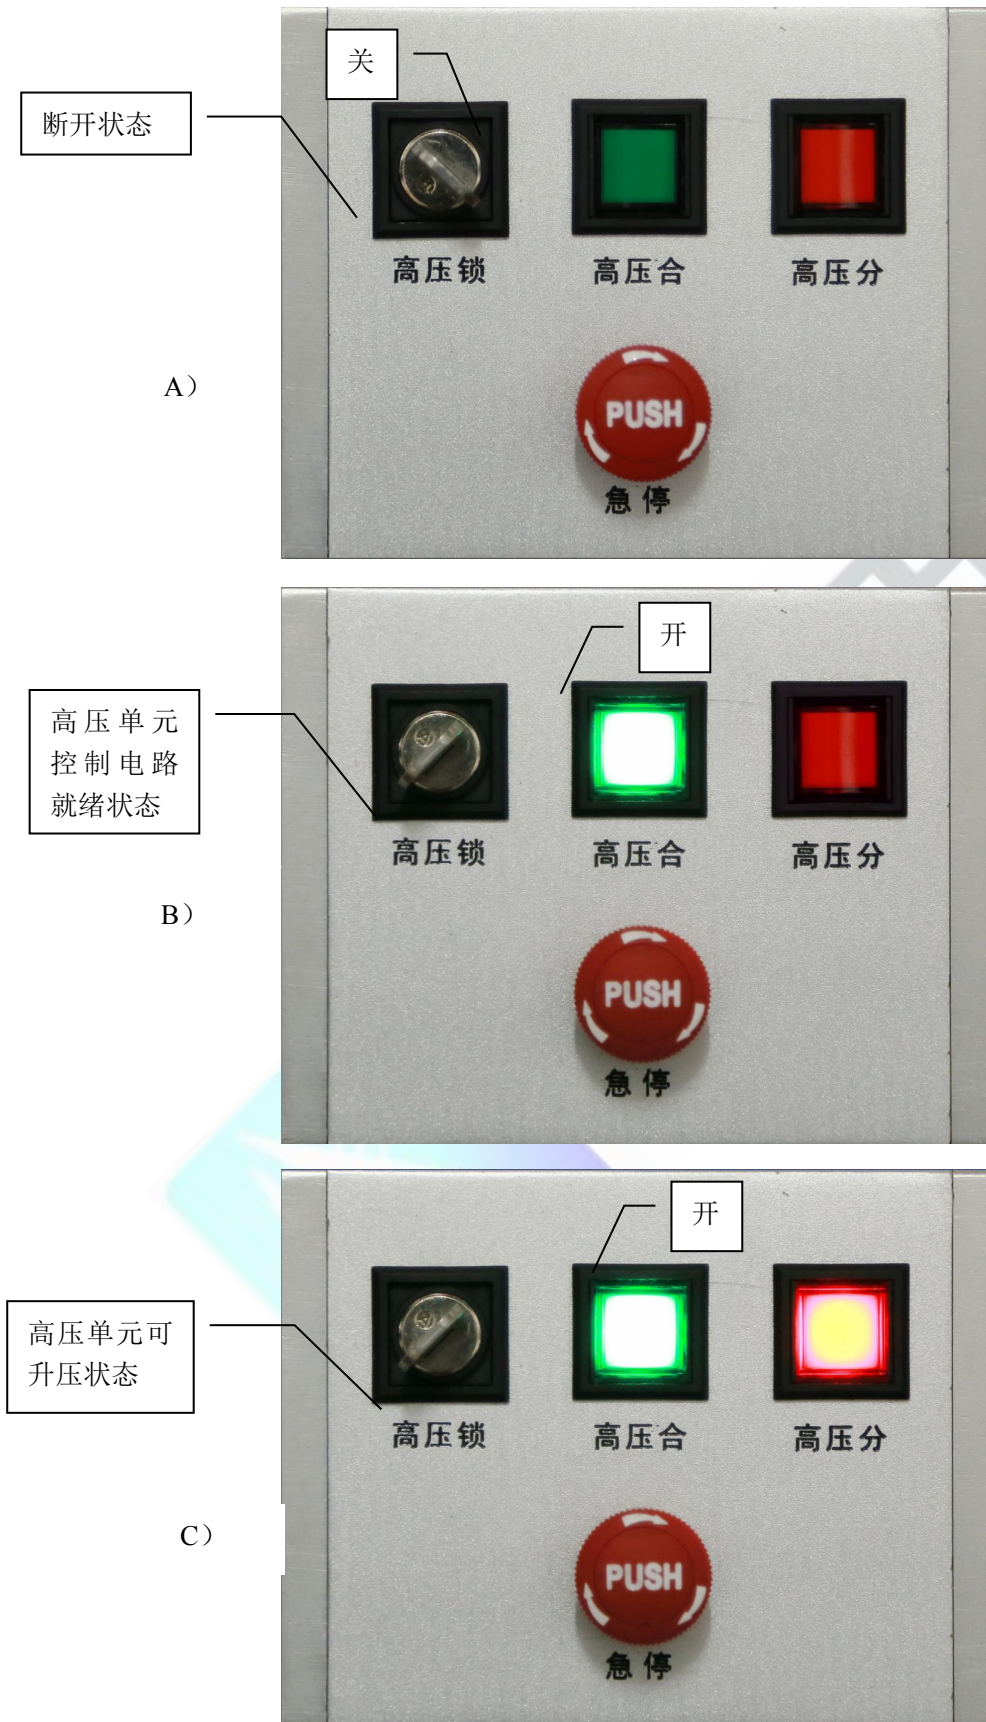 关
断开状态
高压锁
高压合
高压分
A）
PUSH
急停
开
高压单元
控制电路
就绪状态
高压锁
高压合
高压分
B）
PUSH
急停
开
高压单元可
升压状态
高压锁
高压合
高压分
C）
PUSH
急停